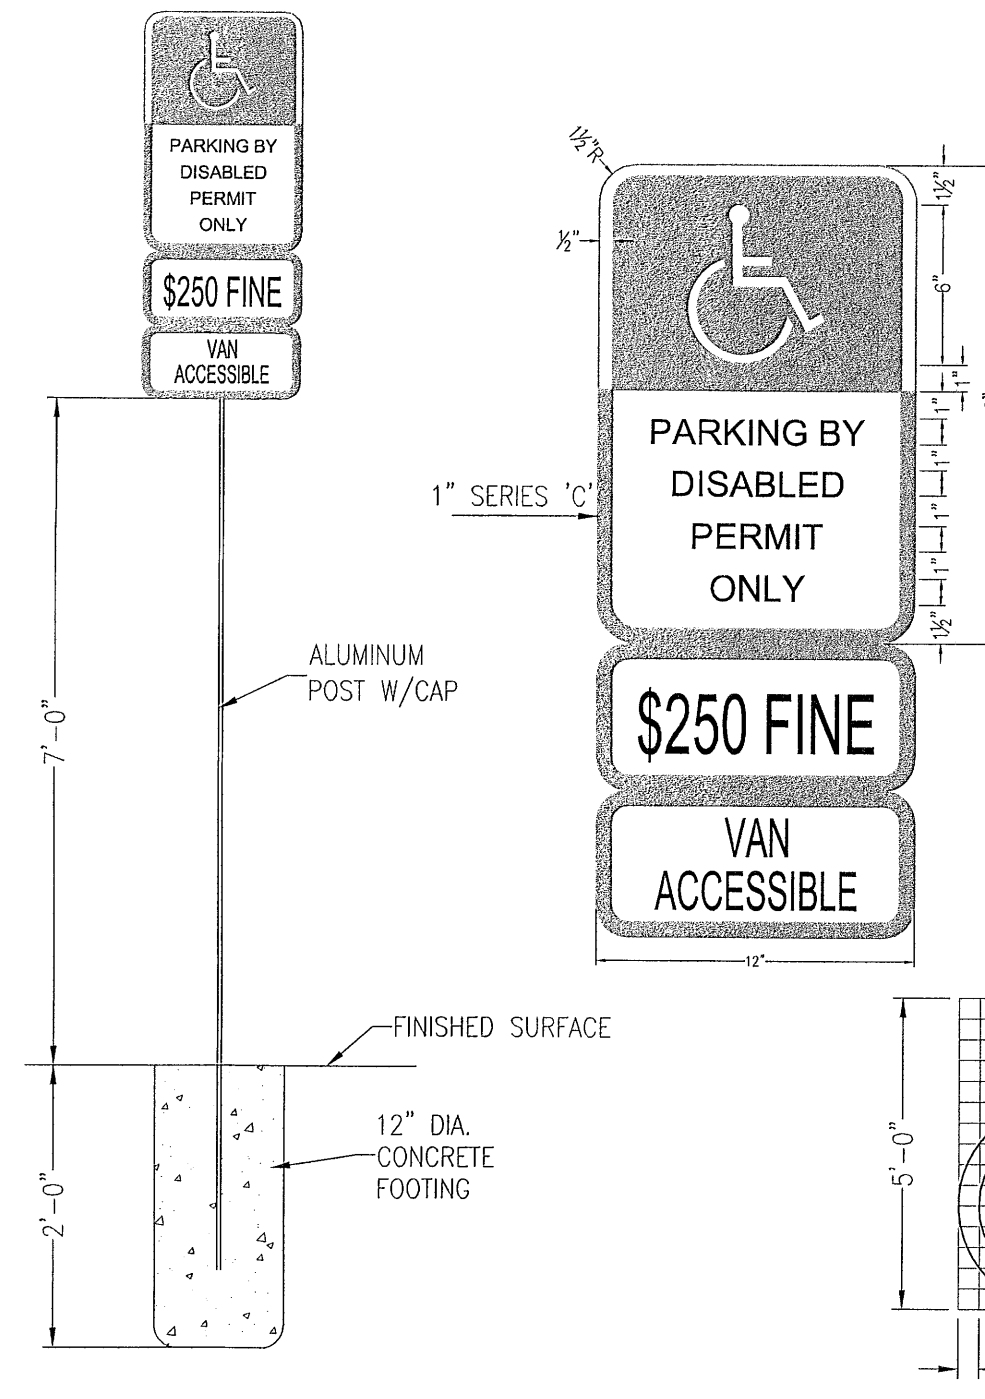 PARKING BY
DISABLED
PERMIT
ONLY
$250 FINE
VAN
ACCESSIBLE
7'-0"
ALUMINUM
POST W/CAP
FINISHED SURFACE
2'-0"
12" DIA.
CONCRETE
FOOTING
1½"R
½"
1½"
6"
1"
1"
1"
1"
1"
1½"
1" SERIES 'C'
PARKING BY
DISABLED
PERMIT
ONLY
$250 FINE
VAN
ACCESSIBLE
12"
5'-0"